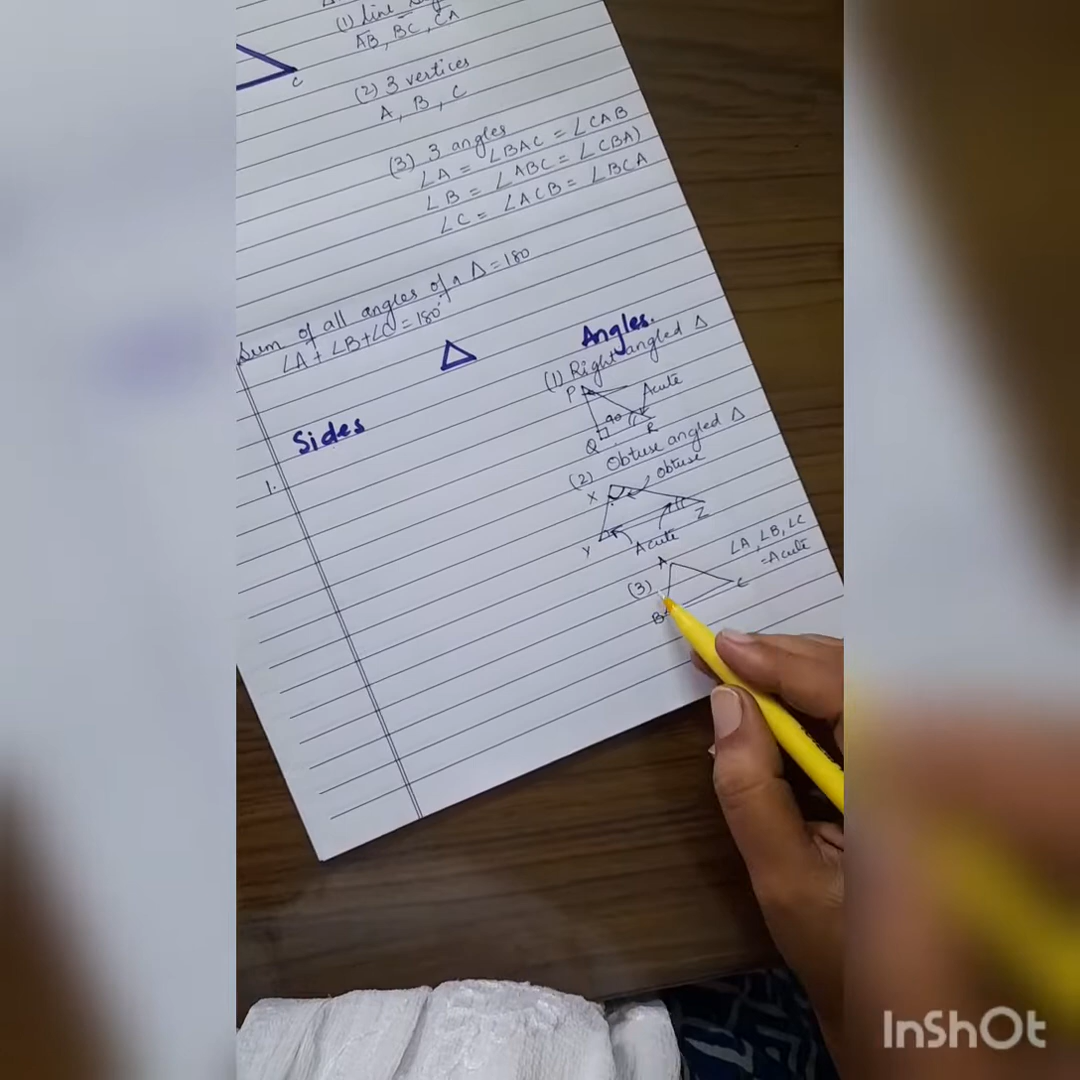 (1) line
AB, BC, CA
C
(2) 3 vertices
A, B, C
(3) 3 angles
∠A = ∠BAC = ∠CAB
∠B = ∠ABC = ∠CBA)
∠C = ∠ACB = ∠BCA
Sum of all angles of a Δ = 180
∠A + ∠B + ∠C = 180°
Sides
1.
Angles.
(1) Right angled Δ
P
Acute
90
Q
R
(2) Obtuse angled Δ
Obtuse
X
Z
Y
Acute
∠A, ∠B, ∠C
= Acute
A
(3)
C
B
InShOt